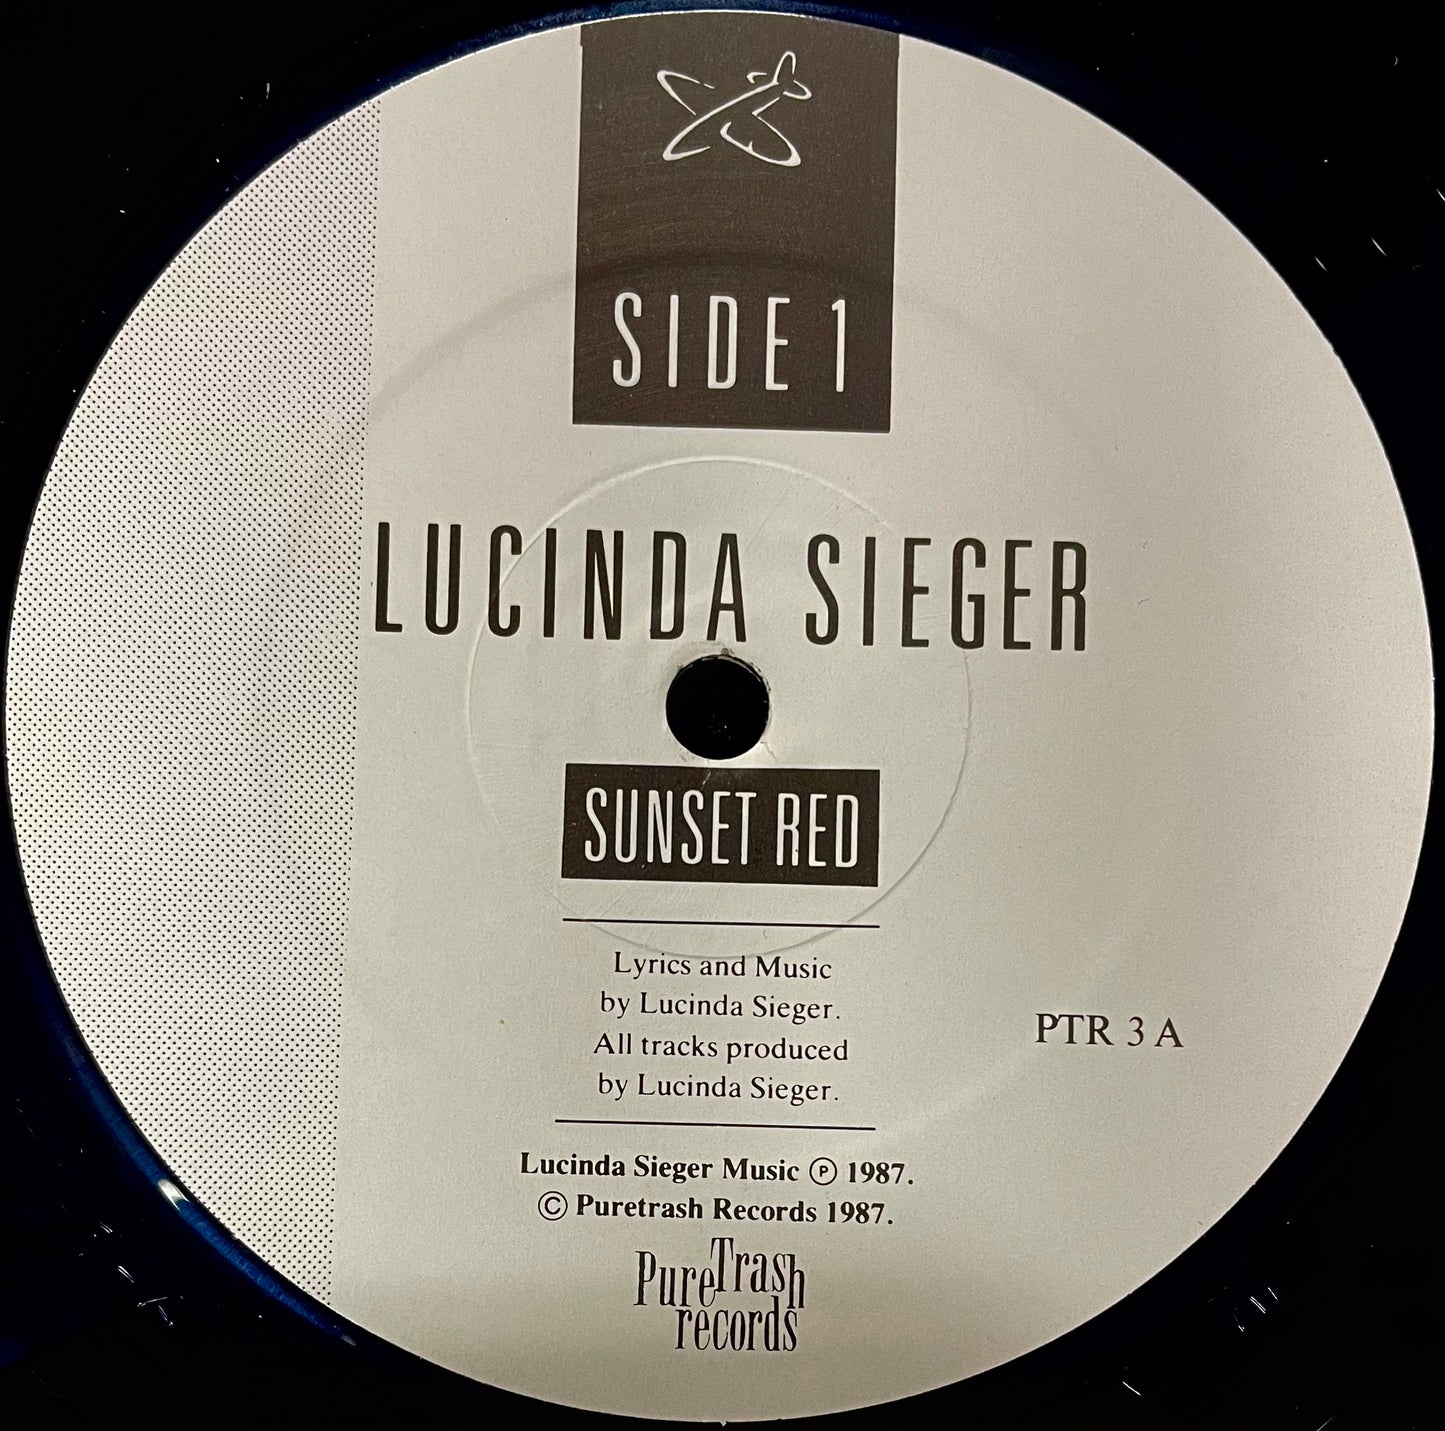 SIDE 1
LUCINDA SIEGER
SUNSET RED
Lyrics and Music
by Lucinda Sieger.
All tracks produced
by Lucinda Sieger.
PTR 3 A
Lucinda Sieger Music ℗ 1987.
© Puretrash Records 1987.
PureTrash
records